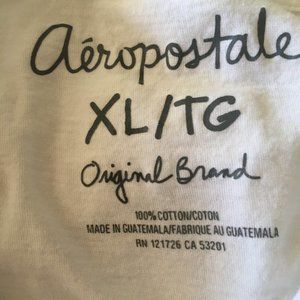 aéropostale
XL/TG
Original Brand
100% COTTON/COTON
MADE IN GUATEMALA/FABRIQUE AU GUATEMALA
RN 121726 CA 53201